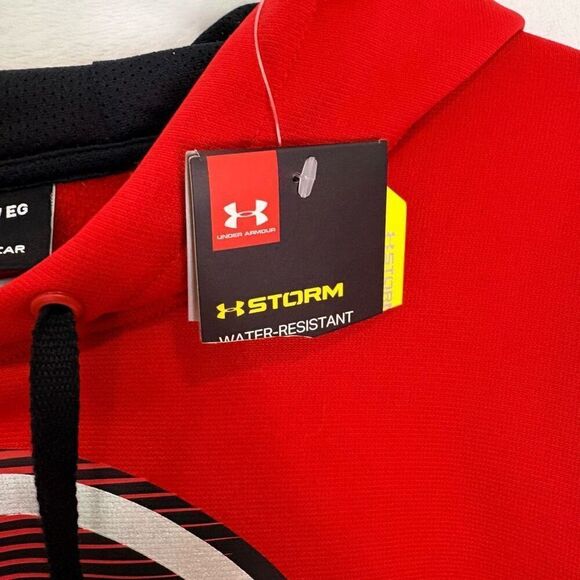 EG
CAR
UNDER ARMOUR
STORM
WATER-RESISTANT
STORM